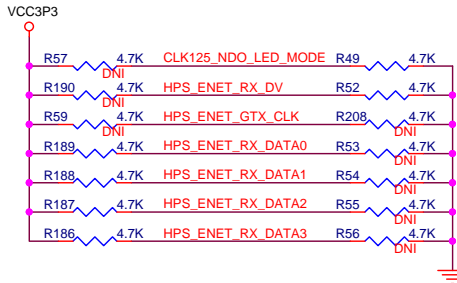 VCC3P3
R57 4.7K CLK125_NDO_LED_MODE R49 4.7K
DNI
R190 4.7K HPS_ENET_RX_DV R52 4.7K
DNI
R59 4.7K HPS_ENET_GTX_CLK R208 4.7K
DNI DNI
R189 4.7K HPS_ENET_RX_DATA0 R53 4.7K
DNI
R188 4.7K HPS_ENET_RX_DATA1 R54 4.7K
DNI
R187 4.7K HPS_ENET_RX_DATA2 R55 4.7K
DNI
R186 4.7K HPS_ENET_RX_DATA3 R56 4.7K
DNI